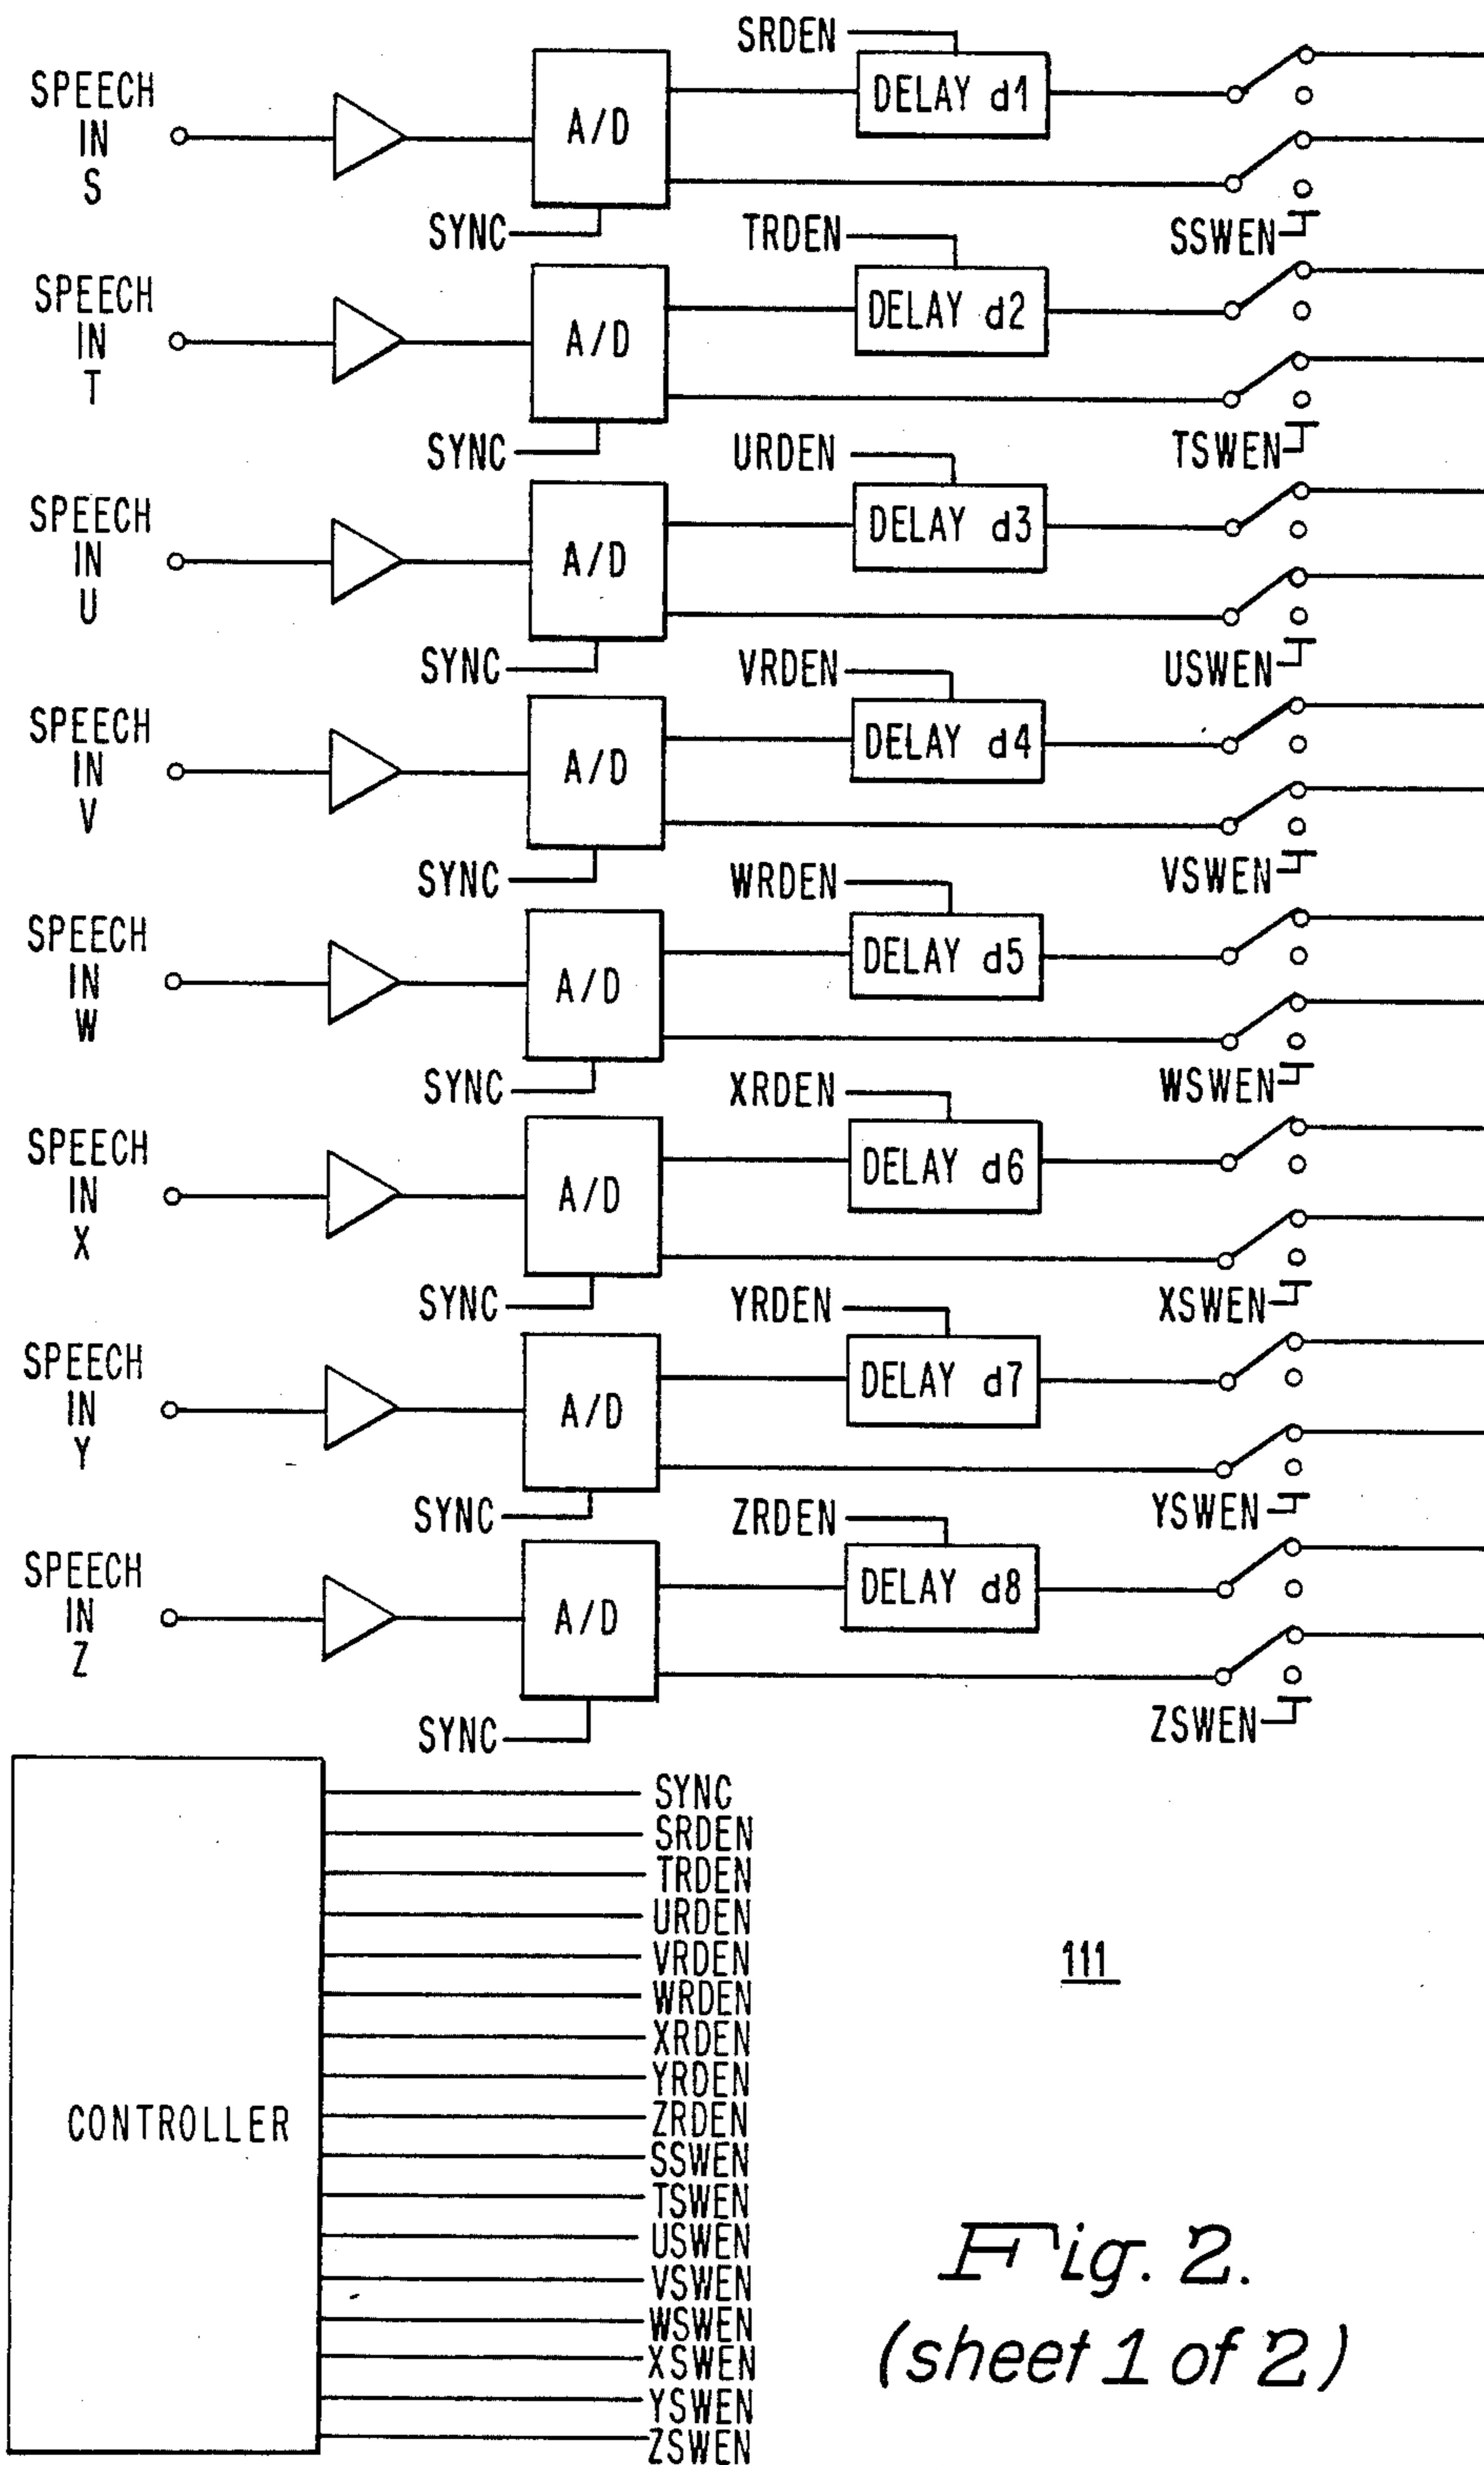 SRDEN
SPEECH
IN
S
A/D
DELAY d1
SYNC
SSWEN
TRDEN
SPEECH
IN
T
A/D
DELAY d2
SYNC
TSWEN
URDEN
SPEECH
IN
U
A/D
DELAY d3
SYNC
USWEN
VRDEN
SPEECH
IN
V
A/D
DELAY d4
SYNC
VSWEN
WRDEN
SPEECH
IN
W
A/D
DELAY d5
SYNC
WSWEN
XRDEN
SPEECH
IN
X
A/D
DELAY d6
SYNC
XSWEN
YRDEN
SPEECH
IN
Y
A/D
DELAY d7
SYNC
YSWEN
ZRDEN
SPEECH
IN
Z
A/D
DELAY d8
SYNC
ZSWEN
CONTROLLER
SYNC
SRDEN
TRDEN
URDEN
VRDEN
WRDEN
XRDEN
YRDEN
ZRDEN
SSWEN
TSWEN
USWEN
VSWEN
WSWEN
XSWEN
YSWEN
ZSWEN
111
Fig. 2.
(sheet 1 of 2)